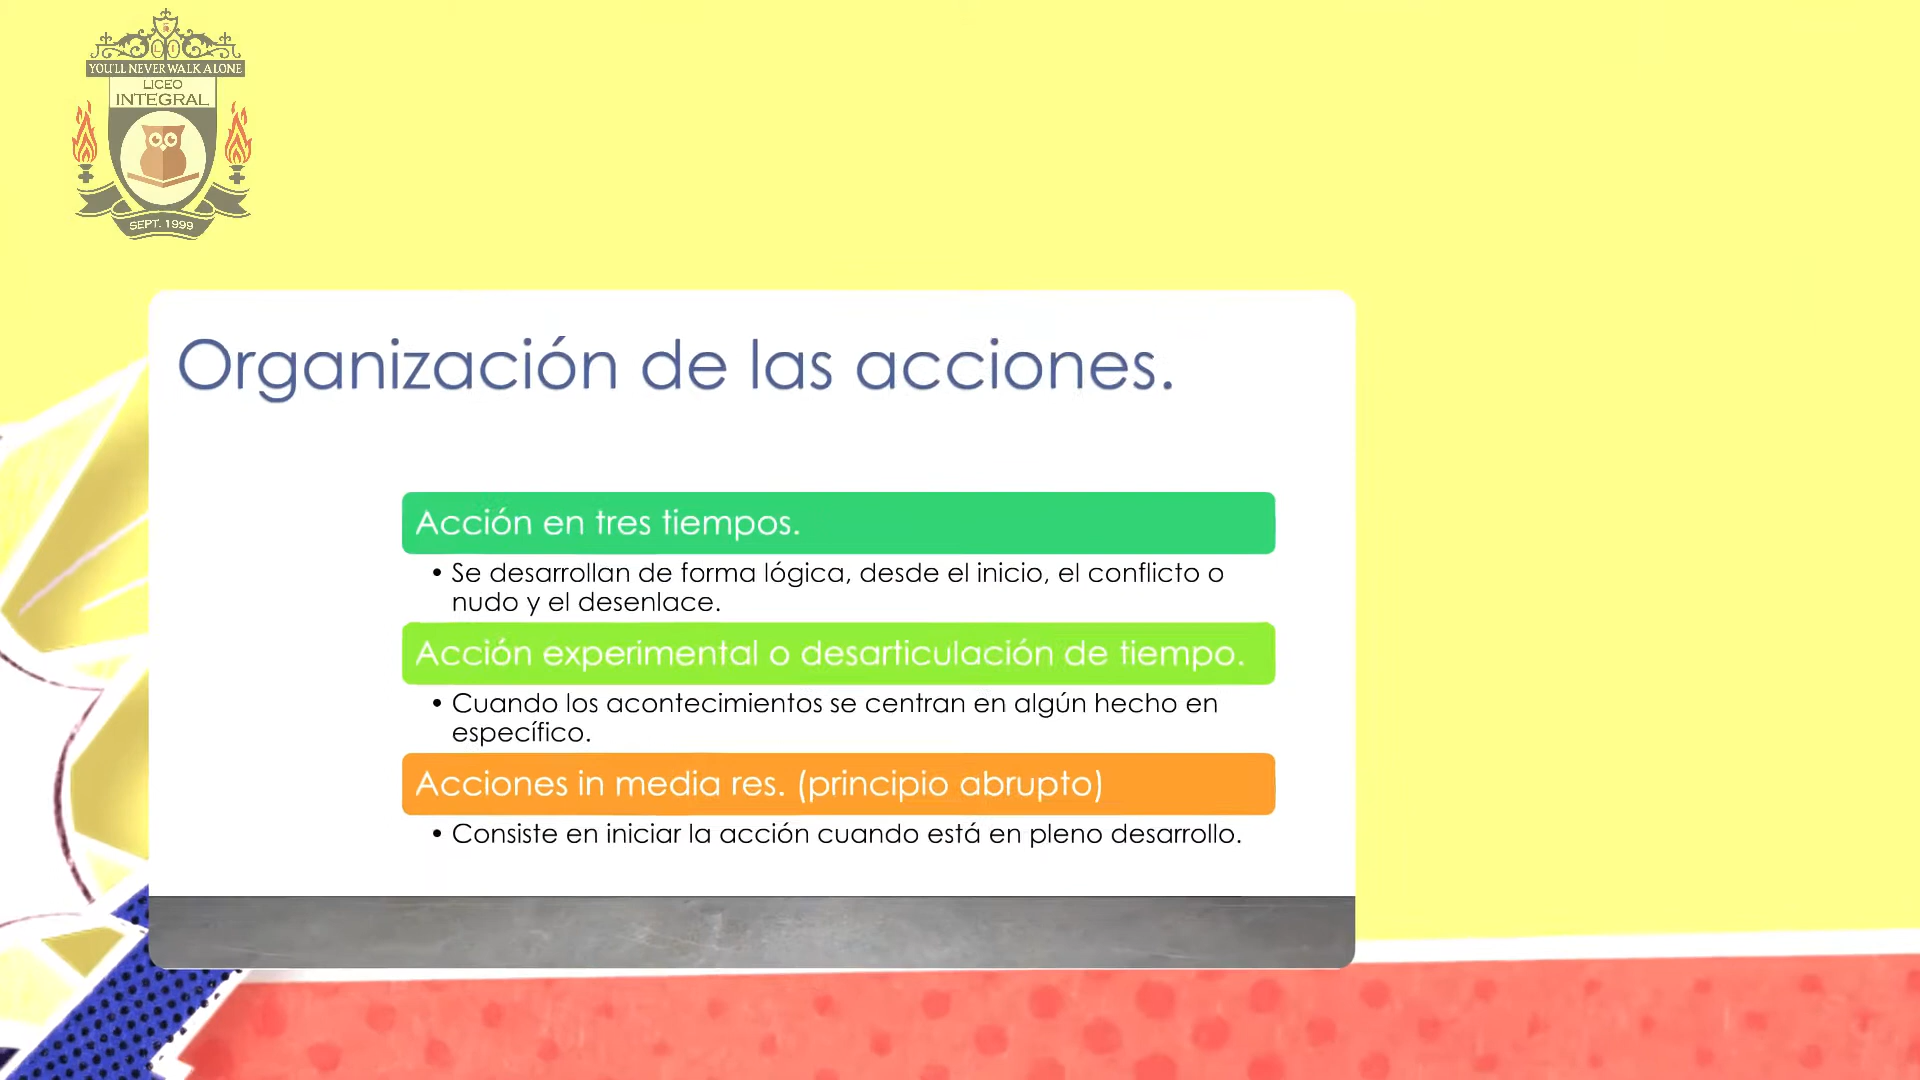 YOU'LL NEVER WALK ALONE
LICEO
INTEGRAL
SEPT. 1999
Organización de las acciones.
Acción en tres tiempos.
• Se desarrollan de forma lógica, desde el inicio, el conflicto o
nudo y el desenlace.
Acción experimental o desarticulación de tiempo.
• Cuando los acontecimientos se centran en algún hecho en
específico.
Acciones in media res. (principio abrupto)
• Consiste en iniciar la acción cuando está en pleno desarrollo.